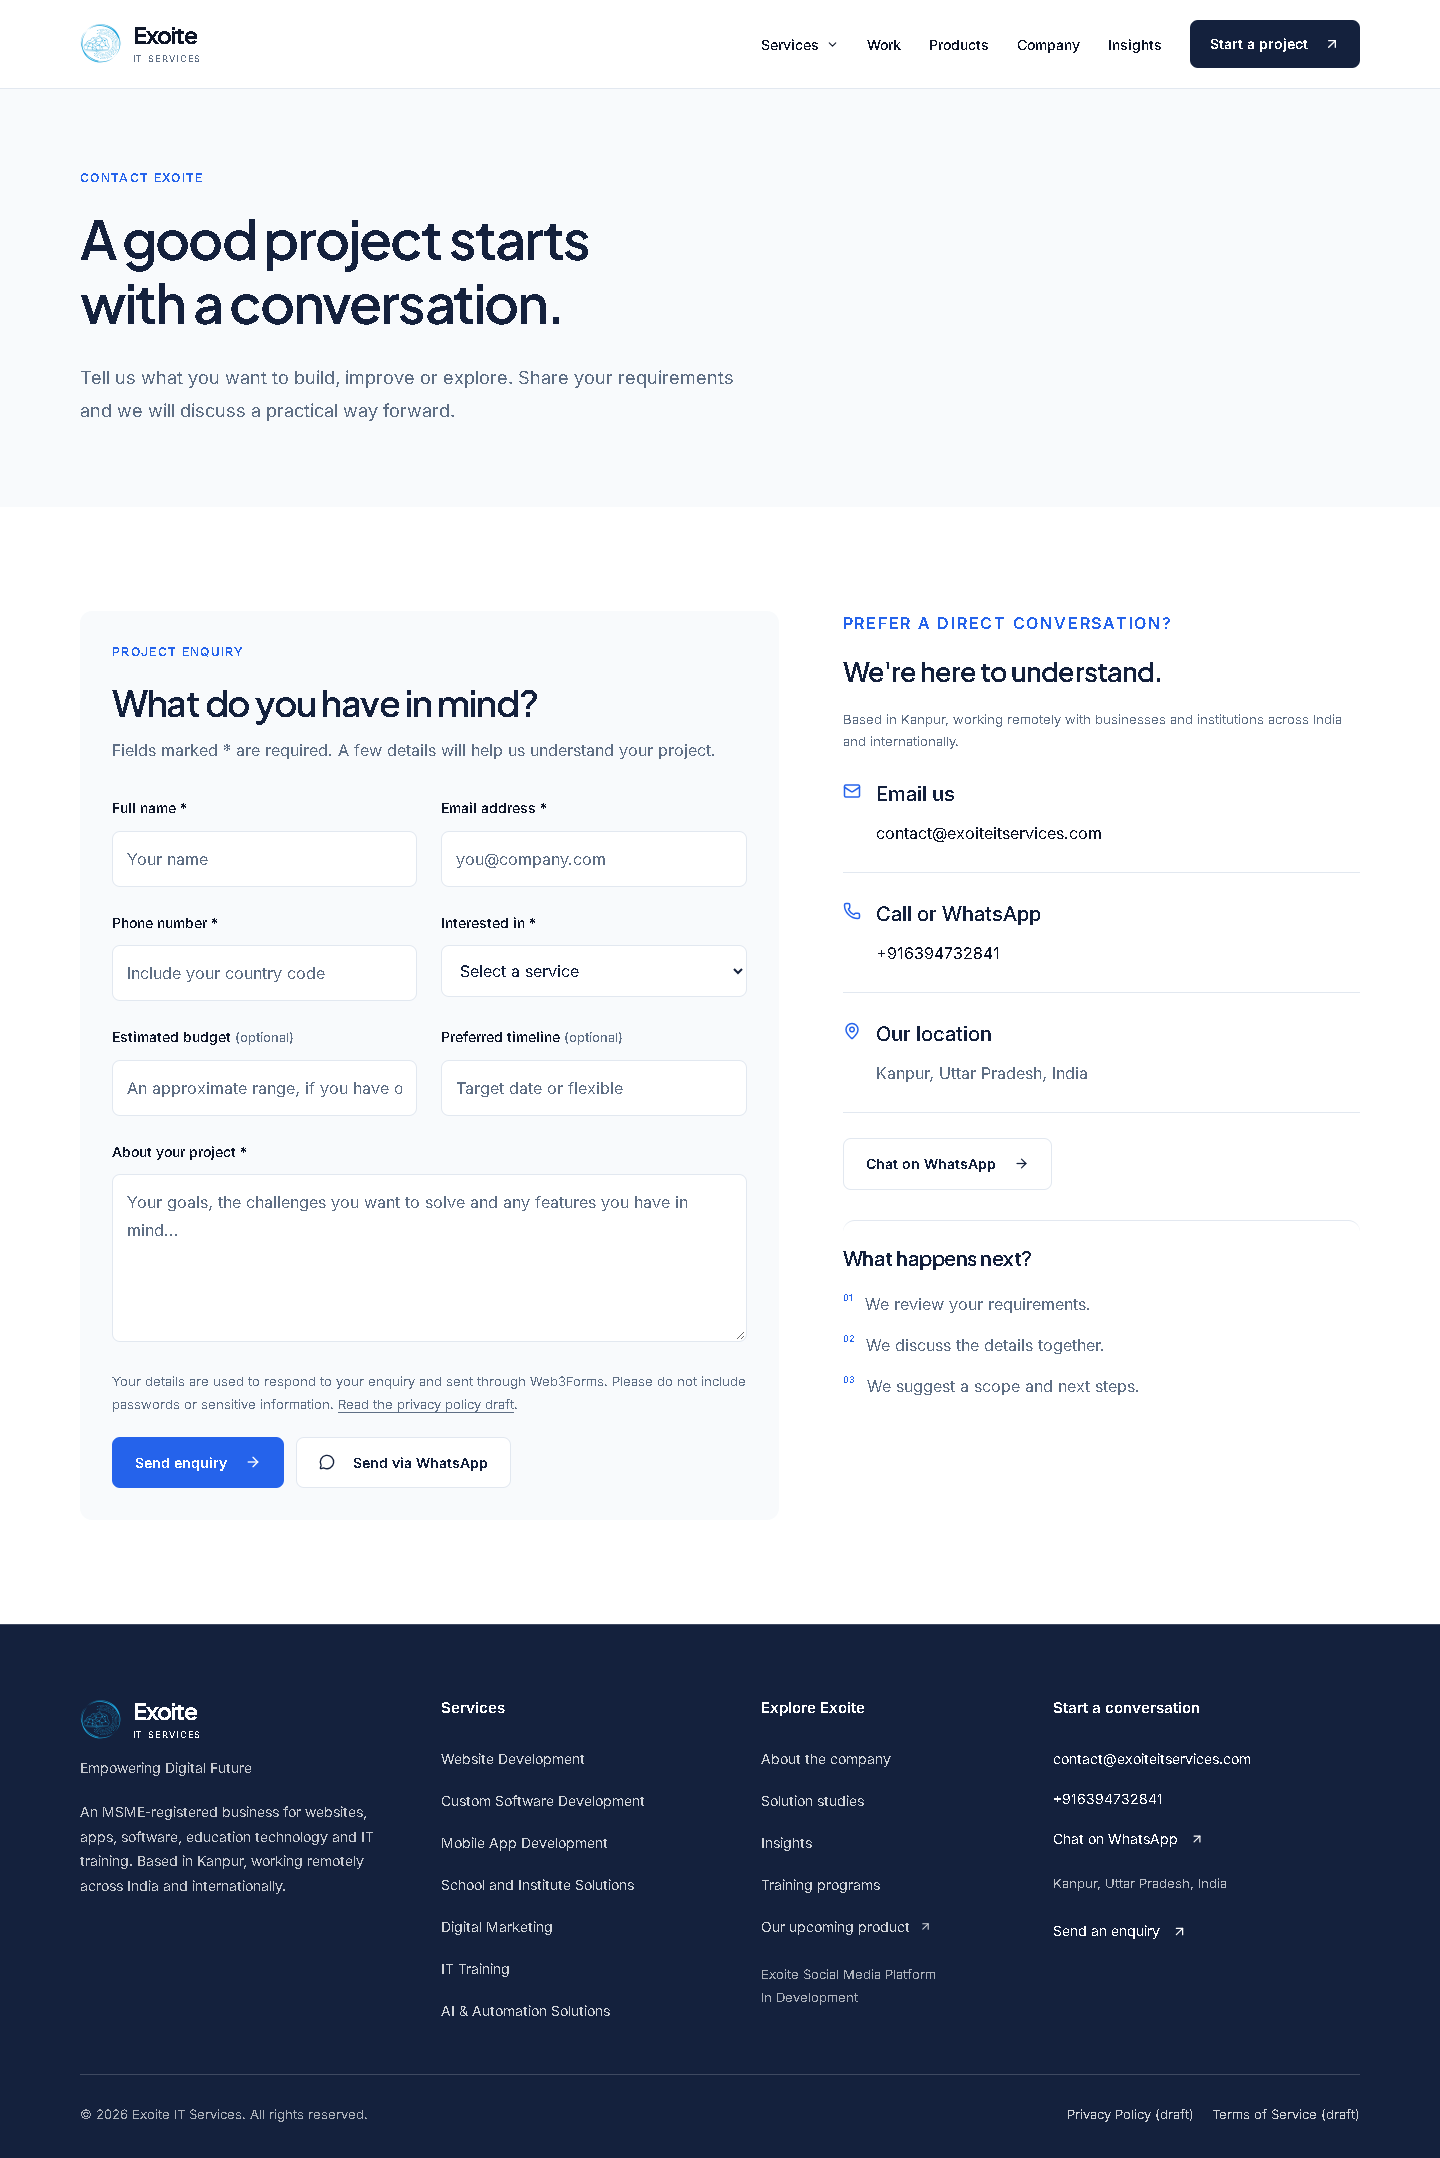 Exoite
IT SERVICES
Services
Work
Products
Company
Insights
Start a project
CONTACT EXOITE
A good project starts
with a conversation.
Tell us what you want to build, improve or explore. Share your requirements
and we will discuss a practical way forward.
PROJECT ENQUIRY
What do you have in mind?
Fields marked * are required. A few details will help us understand your project.
Full name *
Email address *
Your name
you@company.com
Phone number *
Interested in *
Include your country code
Select a service
Estimated budget (optional)
Preferred timeline (optional)
An approximate range, if you have o
Target date or flexible
About your project *
Your goals, the challenges you want to solve and any features you have in
mind...
Your details are used to respond to your enquiry and sent through Web3Forms. Please do not include
passwords or sensitive information. Read the privacy policy draft.
Send enquiry
Send via WhatsApp
PREFER A DIRECT CONVERSATION?
We're here to understand.
Based in Kanpur, working remotely with businesses and institutions across India
and internationally.
Email us
contact@exoiteitservices.com
Call or WhatsApp
+916394732841
Our location
Kanpur, Uttar Pradesh, India
Chat on WhatsApp
What happens next?
01 We review your requirements.
02 We discuss the details together.
03 We suggest a scope and next steps.
Exoite
IT SERVICES
Empowering Digital Future
An MSME-registered business for websites,
apps, software, education technology and IT
training. Based in Kanpur, working remotely
across India and internationally.
Services
Website Development
Custom Software Development
Mobile App Development
School and Institute Solutions
Digital Marketing
IT Training
AI & Automation Solutions
Explore Exoite
About the company
Solution studies
Insights
Training programs
Our upcoming product
Exoite Social Media Platform
In Development
Start a conversation
contact@exoiteitservices.com
+916394732841
Chat on WhatsApp
Kanpur, Uttar Pradesh, India
Send an enquiry
© 2026 Exoite IT Services. All rights reserved.
Privacy Policy (draft)
Terms of Service (draft)